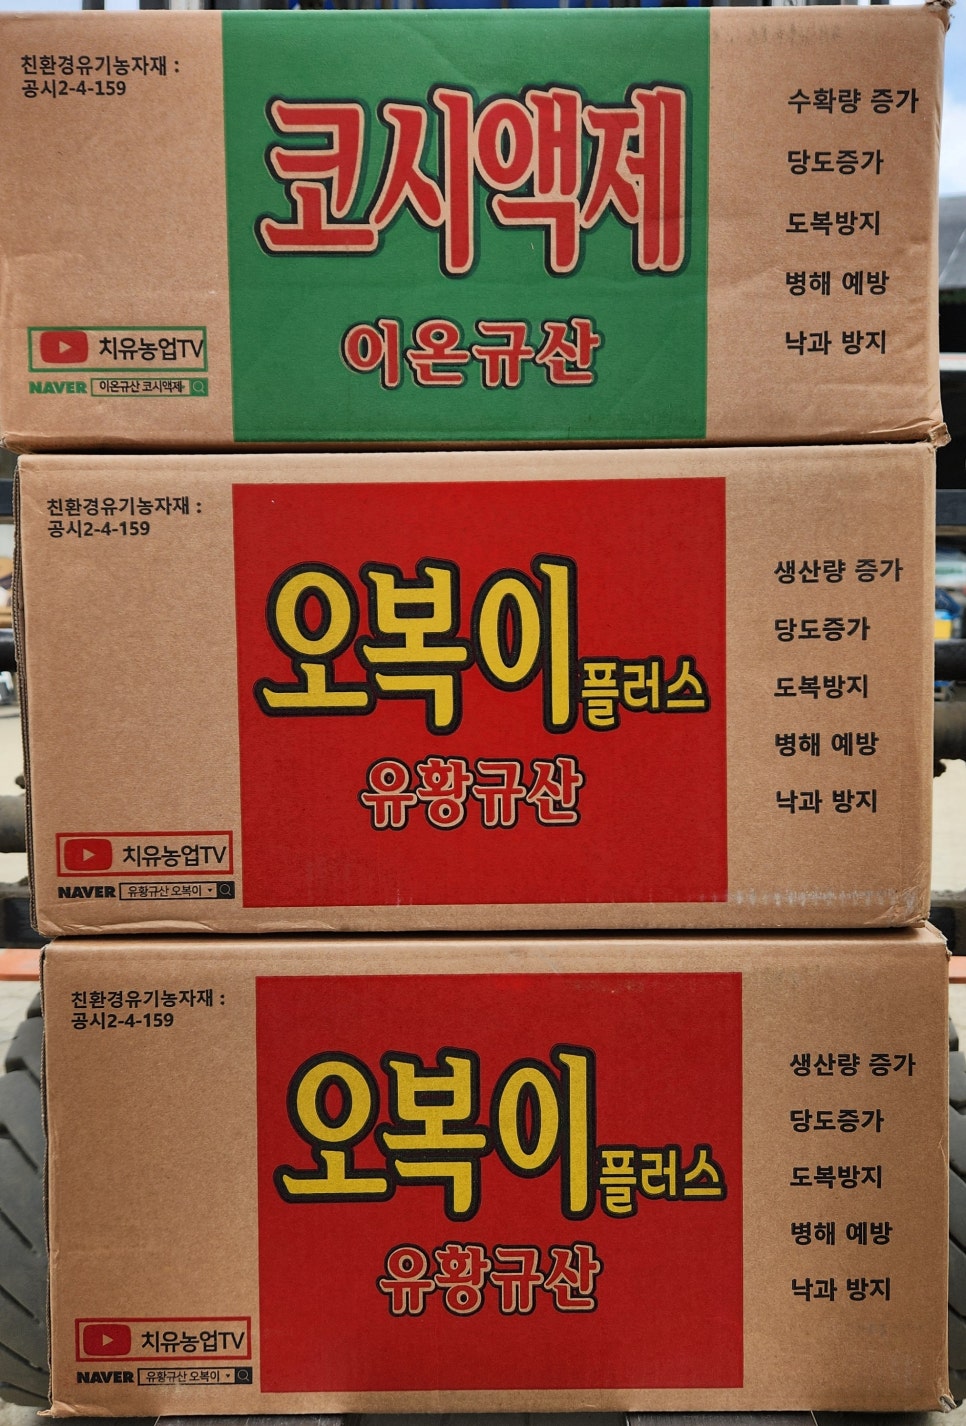 친환경유기농자재 :
공시2-4-159
코시액제
이온규산
수확량 증가
당도증가
도복방지
병해 예방
낙과 방지
치유농업TV
NAVER 이온규산 코시액제
친환경유기농자재 :
공시2-4-159
오복이플러스
유황규산
생산량 증가
당도증가
도복방지
병해 예방
낙과 방지
치유농업TV
NAVER 유황규산 오복이
친환경유기농자재 :
공시2-4-159
오복이플러스
유황규산
생산량 증가
당도증가
도복방지
병해 예방
낙과 방지
치유농업TV
NAVER 유황규산 오복이